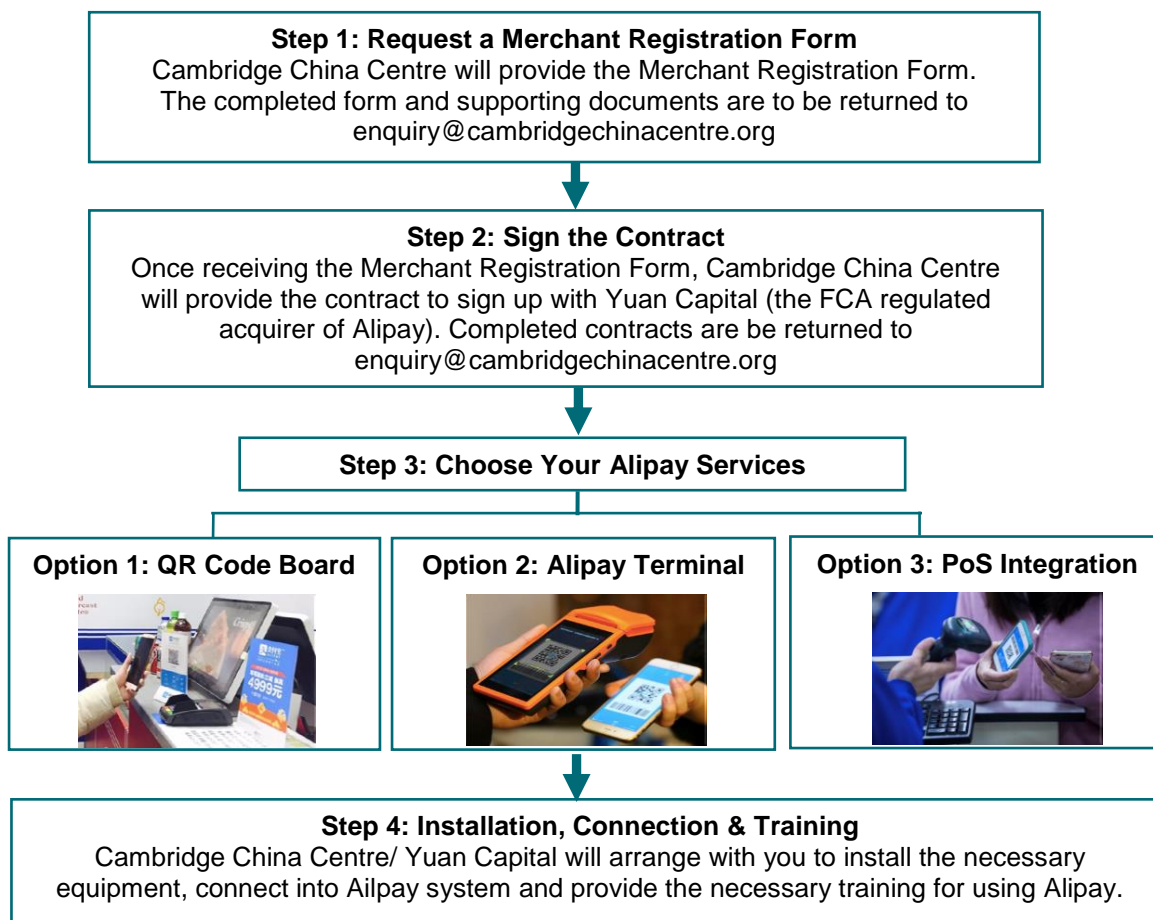 Step 1: Request a Merchant Registration Form
Cambridge China Centre will provide the Merchant Registration Form.
The completed form and supporting documents are to be returned to
enquiry@cambridgechinacentre.org
Step 2: Sign the Contract
Once receiving the Merchant Registration Form, Cambridge China Centre
will provide the contract to sign up with Yuan Capital (the FCA regulated
acquirer of Alipay). Completed contracts are be returned to
enquiry@cambridgechinacentre.org
Step 3: Choose Your Alipay Services
Option 1: QR Code Board
4999元
Option 2: Alipay Terminal
Option 3: PoS Integration
Step 4: Installation, Connection & Training
Cambridge China Centre/ Yuan Capital will arrange with you to install the necessary
equipment, connect into Ailpay system and provide the necessary training for using Alipay.